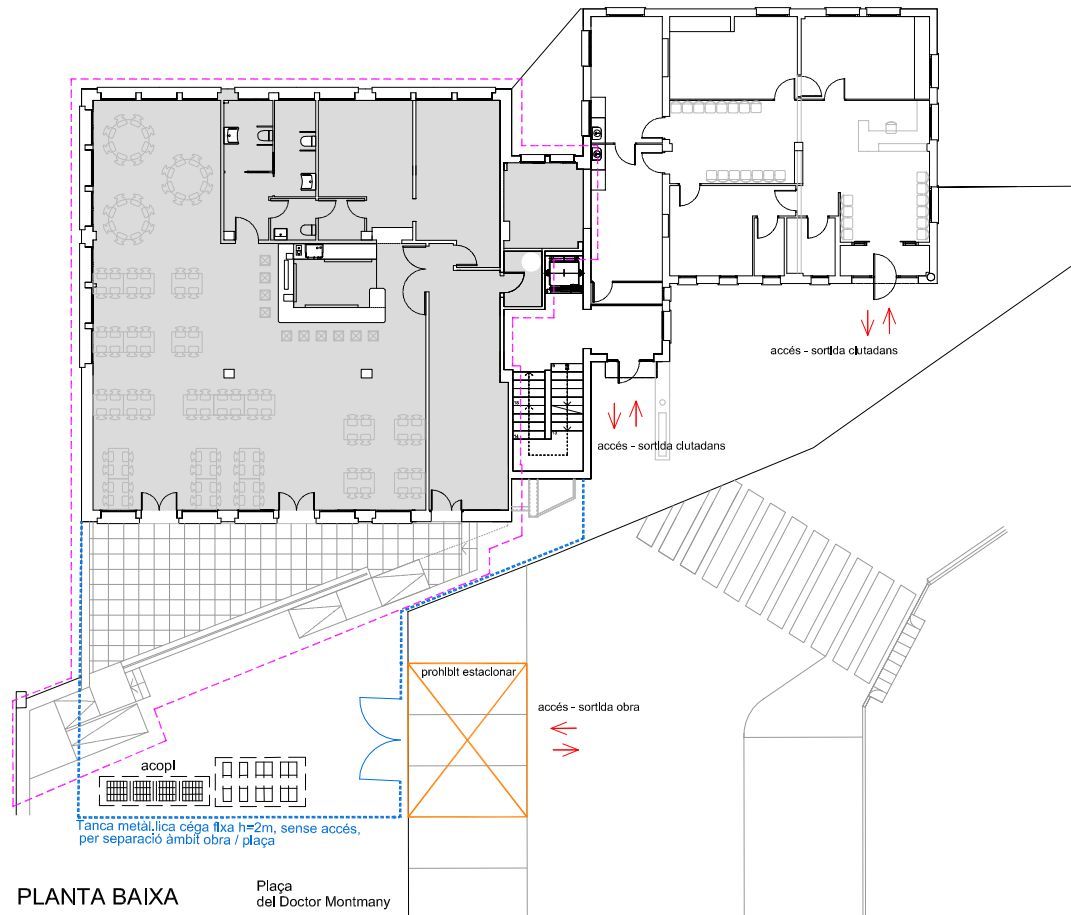 accés - sortida ciutadans
accés - sortida ciutadans
prohibit estacionar
accés - sortida obra
acopi
Tanca metàl.lica céga fixa h=2m, sense accés,
per separació àmbit obra / plaça
PLANTA BAIXA
Plaça
del Doctor Montmany